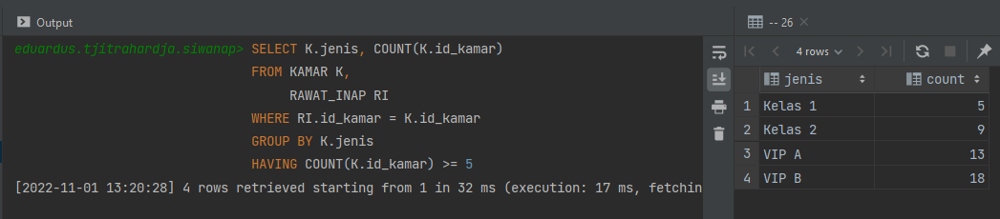 Output
eduardus.tjitrahardja.siwanap> SELECT K.jenis, COUNT(K.id_kamar)
FROM KAMAR K,
RAWAT_INAP RI
WHERE RI.id_kamar = K.id_kamar
GROUP BY K.jenis
HAVING COUNT(K.id_kamar) >= 5
[2022-11-01 13:20:28] 4 rows retrieved starting from 1 in 32 ms (execution: 17 ms, fetchin
-- 26
4 rows
jenis count
1 Kelas 1 5
2 Kelas 2 9
3 VIP A 13
4 VIP B 18